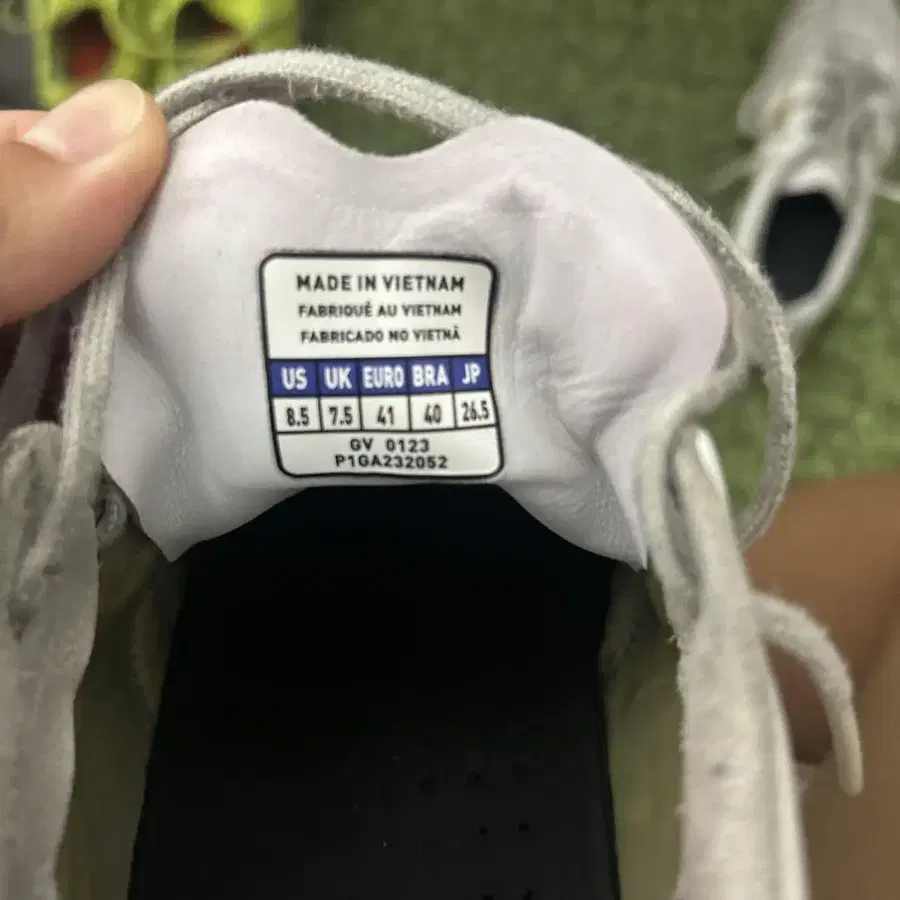 MADE IN VIETNAM
FABRIQUÉ AU VIETNAM
FABRICADO NO VIETNÃ
US UK EURO BRA JP
8.5 7.5 41 40 26.5
GV 0123
P1GA232052